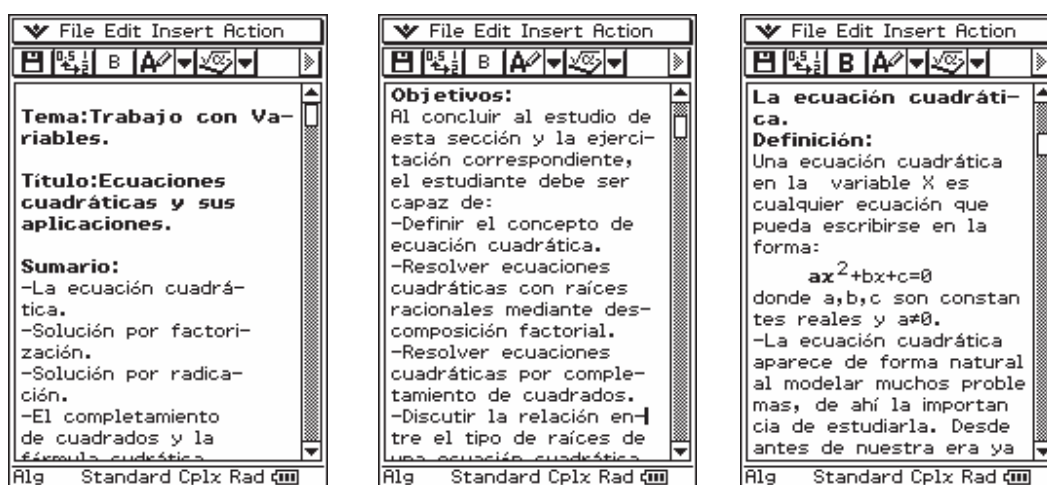 File Edit Insert Action
B
Tema:Trabajo con Va-
riables.
Título:Ecuaciones
cuadráticas y sus
aplicaciones.
Sumario:
-La ecuación cuadrá-
tica.
-Solución por factori-
zación.
-Solución por radica-
ción.
-El completamiento
de cuadrados y la
Alg Standard Cplx Rad
File Edit Insert Action
B
Objetivos:
Al concluir al estudio de
esta sección y la ejerci-
tación correspondiente,
el estudiante debe ser
capaz de:
-Definir el concepto de
ecuación cuadrática.
-Resolver ecuaciones
cuadráticas con raíces
racionales mediante des-
composición factorial.
-Resolver ecuaciones
cuadráticas por comple-
tamiento de cuadrados.
-Discutir la relación en-
tre el tipo de raíces de
una ecuación cuadrática
Alg Standard Cplx Rad
File Edit Insert Action
B
La ecuación cuadráti-
ca.
Definición:
Una ecuación cuadrática
en la variable X es
cualquier ecuación que
pueda escribirse en la
forma:
ax²+bx+c=0
donde a,b,c son constan
tes reales y a≠0.
-La ecuación cuadrática
aparece de forma natural
al modelar muchos proble
mas, de ahí la importan
cia de estudiarla. Desde
antes de nuestra era ya
Alg Standard Cplx Rad